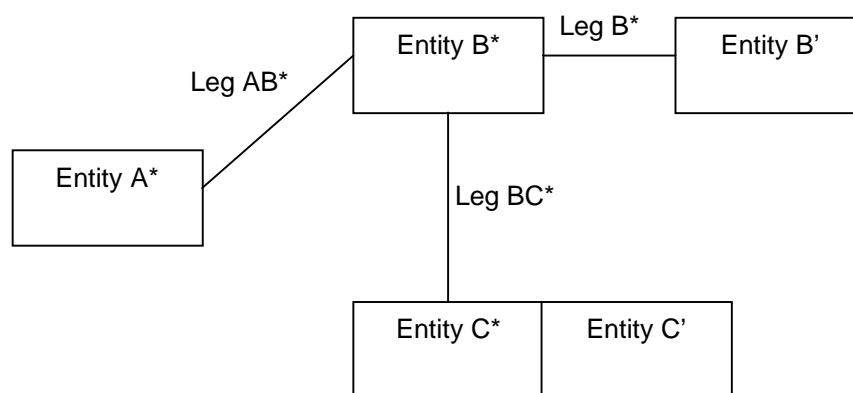 Entity B*
Leg B*
Entity B’
Leg AB*
Entity A*
Leg BC*
Entity C*
Entity C’